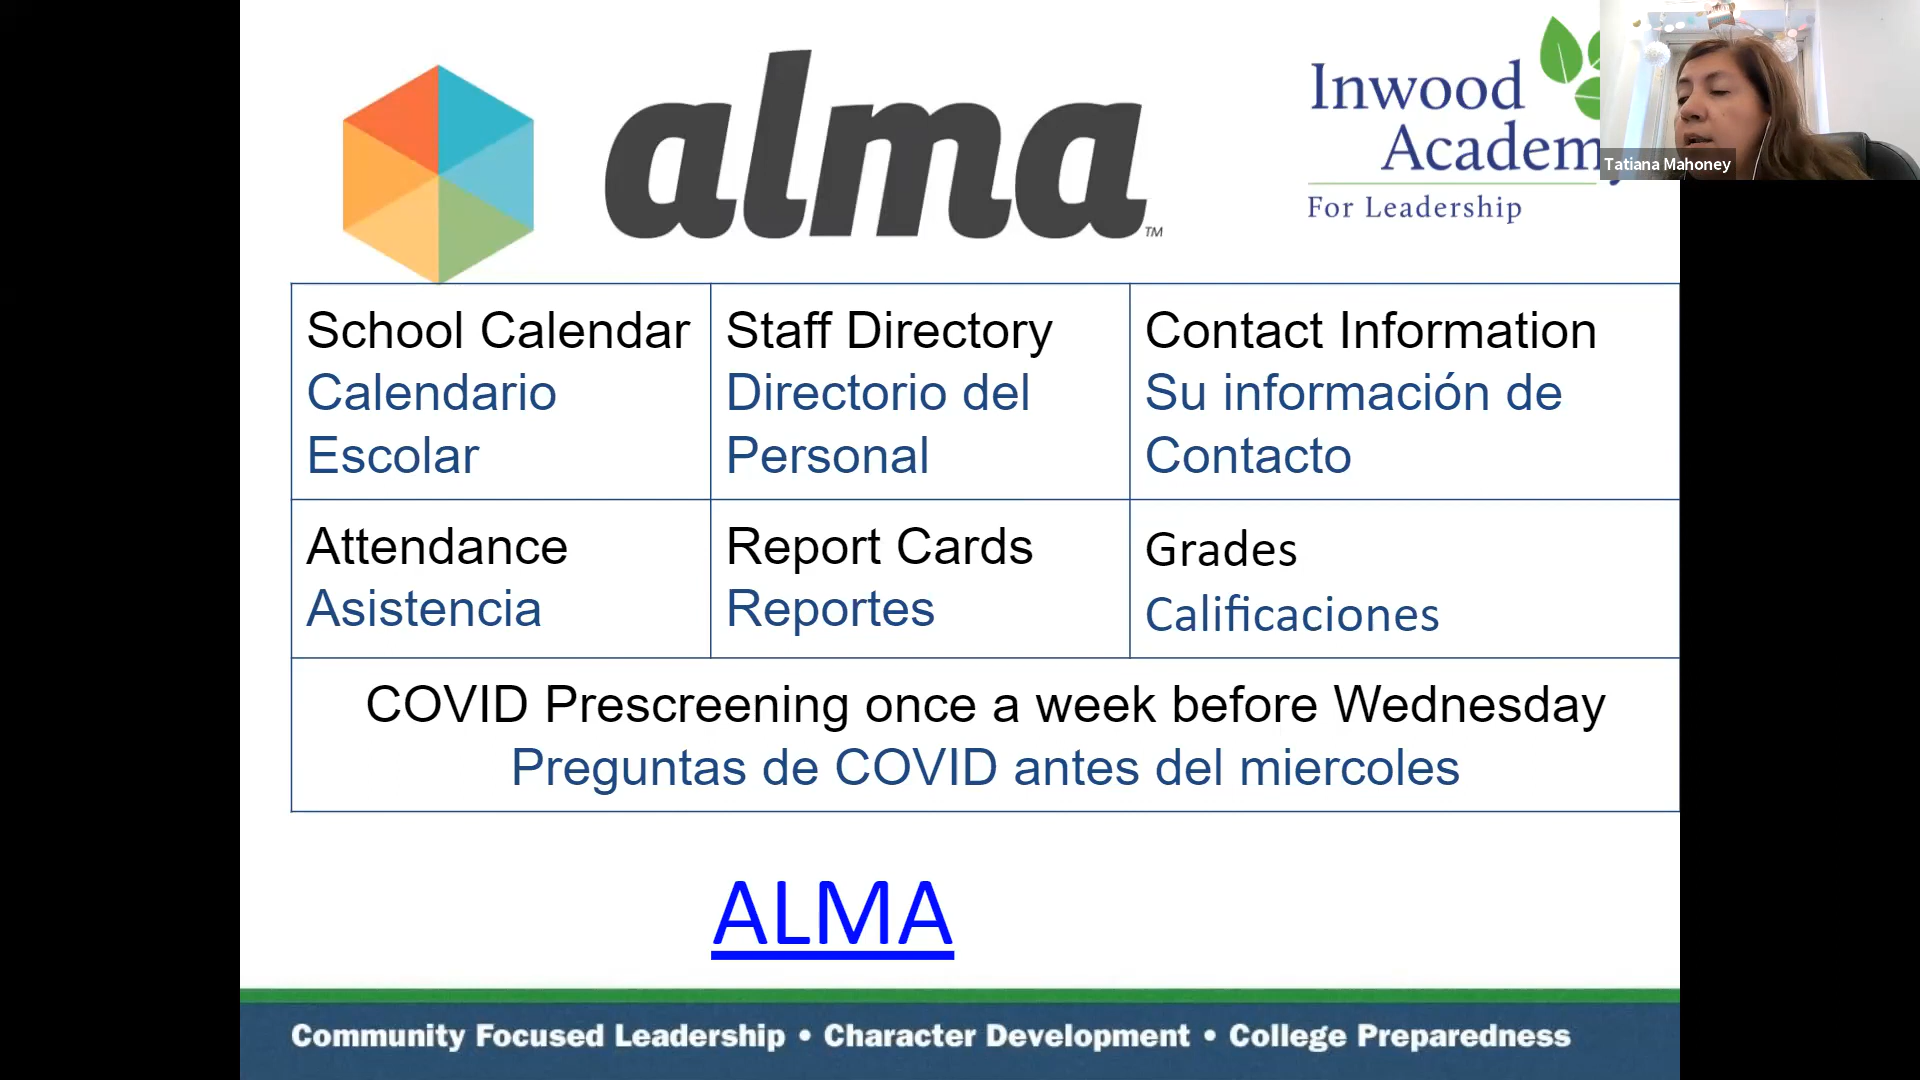 alma™
Inwood
Academy
For Leadership
Tatiana Mahoney
School Calendar
Calendario
Escolar
Staff Directory
Directorio del
Personal
Contact Information
Su información de
Contacto
Attendance
Asistencia
Report Cards
Reportes
Grades
Calificaciones
COVID Prescreening once a week before Wednesday
Preguntas de COVID antes del miercoles
ALMA
Community Focused Leadership • Character Development • College Preparedness